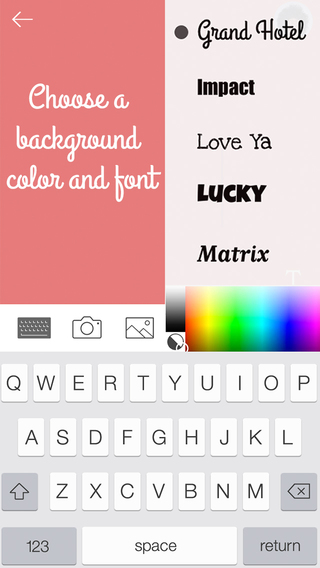 Choose a
background
color and font
Grand Hotel
Impact
Love Ya
LUCKY
Matrix
T
Q W E R T Y U I O P
A S D F G H J K L
Z X C V B N M
123 space return